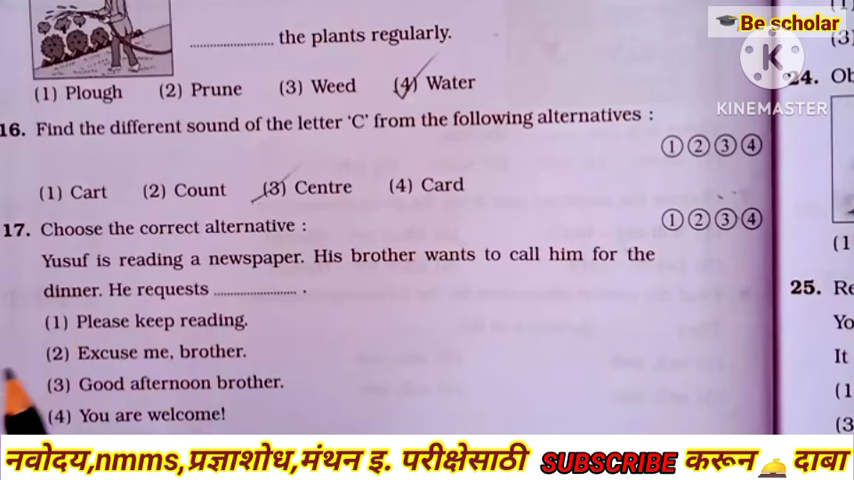 🎓Be scholar
KINEMASTER
.................... the plants regularly.
(1) Plough (2) Prune (3) Weed (4) Water
16. Find the different sound of the letter ‘C’ from the following alternatives :
① ② ③ ④
(1) Cart (2) Count (3) Centre (4) Card
17. Choose the correct alternative :
① ② ③ ④
Yusuf is reading a newspaper. His brother wants to call him for the
dinner. He requests .................... .
(1) Please keep reading.
(2) Excuse me, brother.
(3) Good afternoon brother.
(4) You are welcome!
(3)
24. Ob
(1
25. Re
Yo
It
(1
(3
नवोदय,nmms,प्रज्ञाशोध,मंथन इ. परीक्षेसाठी SUBSCRIBE करून🛎️दाबा